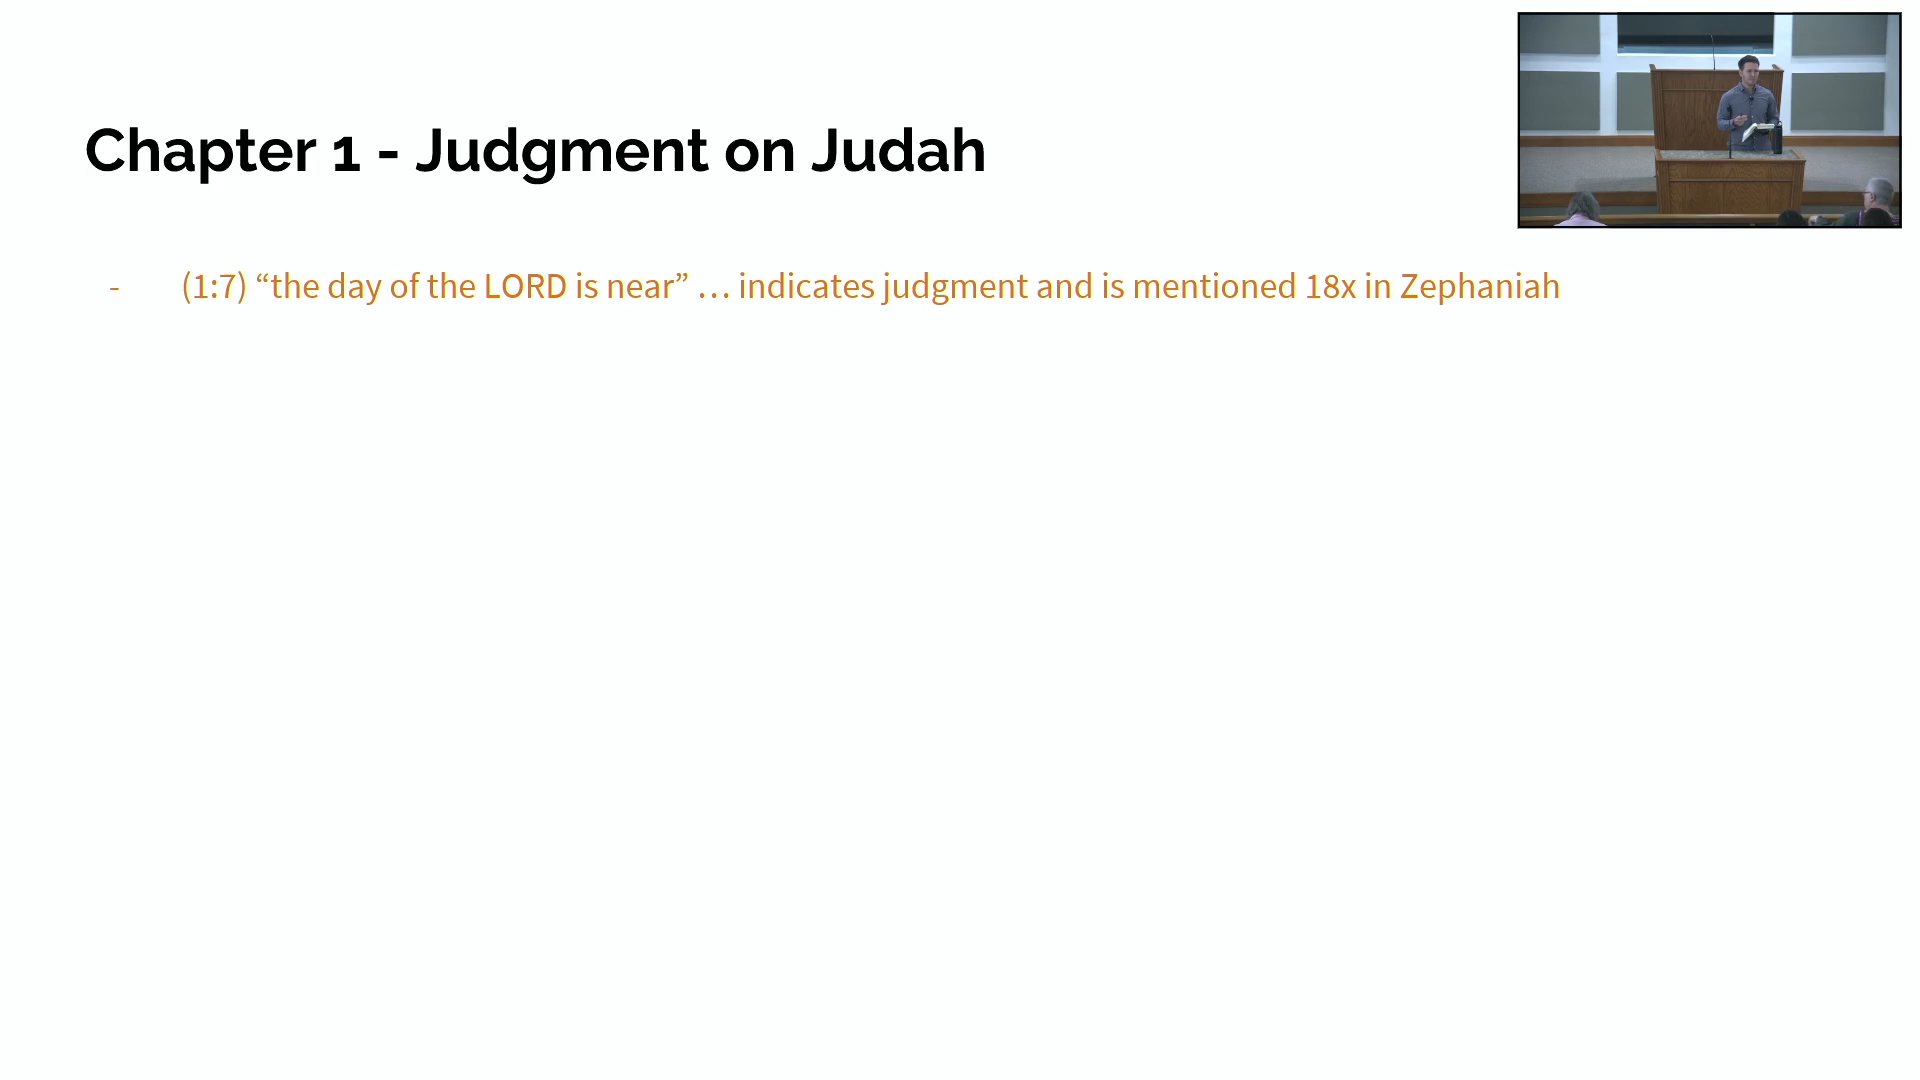 Chapter 1 - Judgment on Judah
- (1:7) “the day of the LORD is near” … indicates judgment and is mentioned 18x in Zephaniah